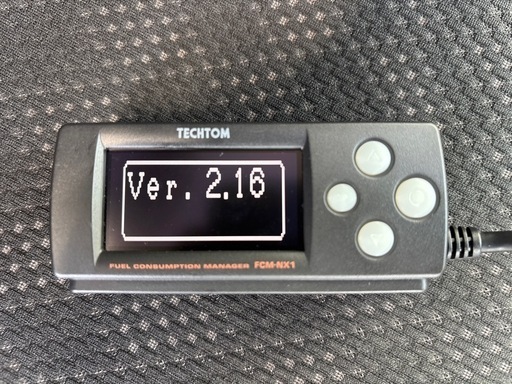 TECHTOM
Ver. 2.16
FUEL CONSUMPTION MANAGER FCM-NX1